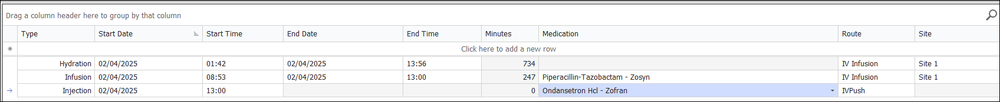 Drag a column header here to group by that column
Type Start Date Start Time End Date End Time Minutes Medication Route Site
Click here to add a new row
Hydration 02/04/2025 01:42 02/04/2025 13:56 734 IV Infusion Site 1
Infusion 02/04/2025 08:53 02/04/2025 13:00 247 Piperacillin-Tazobactam - Zosyn IV Infusion Site 1
Injection 02/04/2025 13:00 0 Ondansetron Hcl - Zofran IVPush